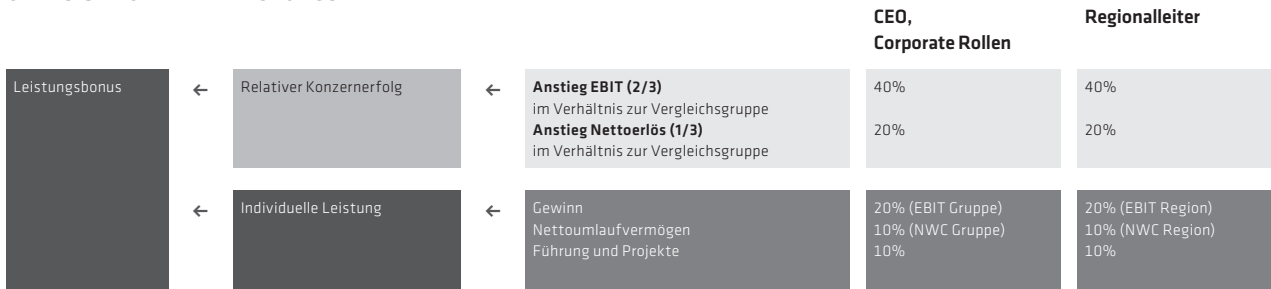 CEO,
Corporate Rollen
Regionalleiter
Leistungsbonus
←
Relativer Konzernerfolg
←
Anstieg EBIT (2/3)
im Verhältnis zur Vergleichsgruppe
Anstieg Nettoerlös (1/3)
im Verhältnis zur Vergleichsgruppe
40%
20%
40%
20%
←
Individuelle Leistung
←
Gewinn
Nettoumlaufvermögen
Führung und Projekte
20% (EBIT Gruppe)
10% (NWC Gruppe)
10%
20% (EBIT Region)
10% (NWC Region)
10%